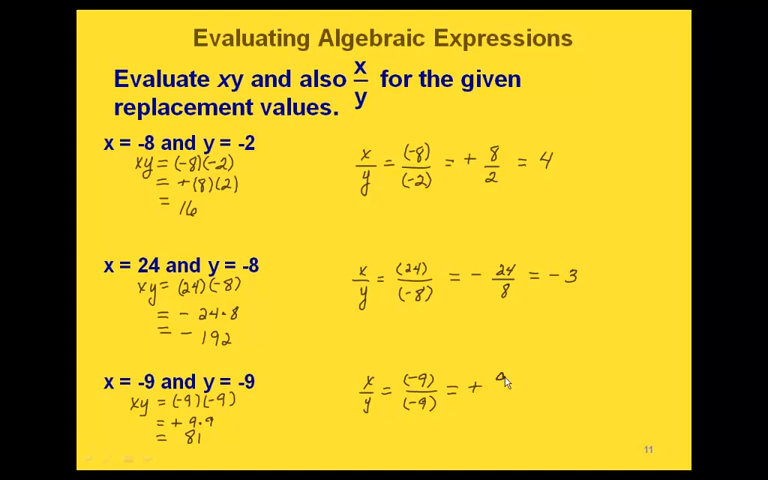 Evaluating Algebraic Expressions
Evaluate xy and also x/y for the given
replacement values.
x = -8 and y = -2
xy = (-8)(-2)
= +(8)(2)
= 16
x/y = (-8)/(-2) = + 8/2 = 4
x = 24 and y = -8
xy = (24)(-8)
= - 24·8
= - 192
x/y = (24)/(-8) = - 24/8 = - 3
x = -9 and y = -9
xy = (-9)(-9)
= + 9·9
= 81
x/y = (-9)/(-9) = + 9
11